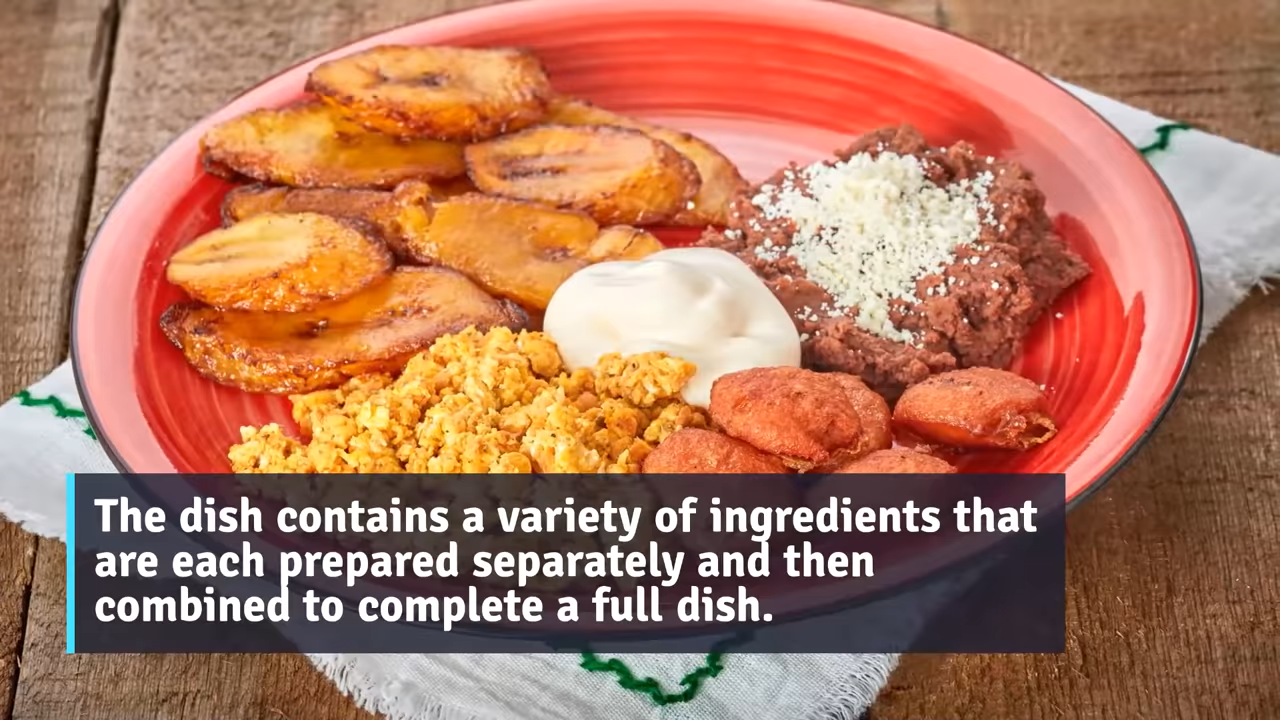 The dish contains a variety of ingredients that
are each prepared separately and then
combined to complete a full dish.